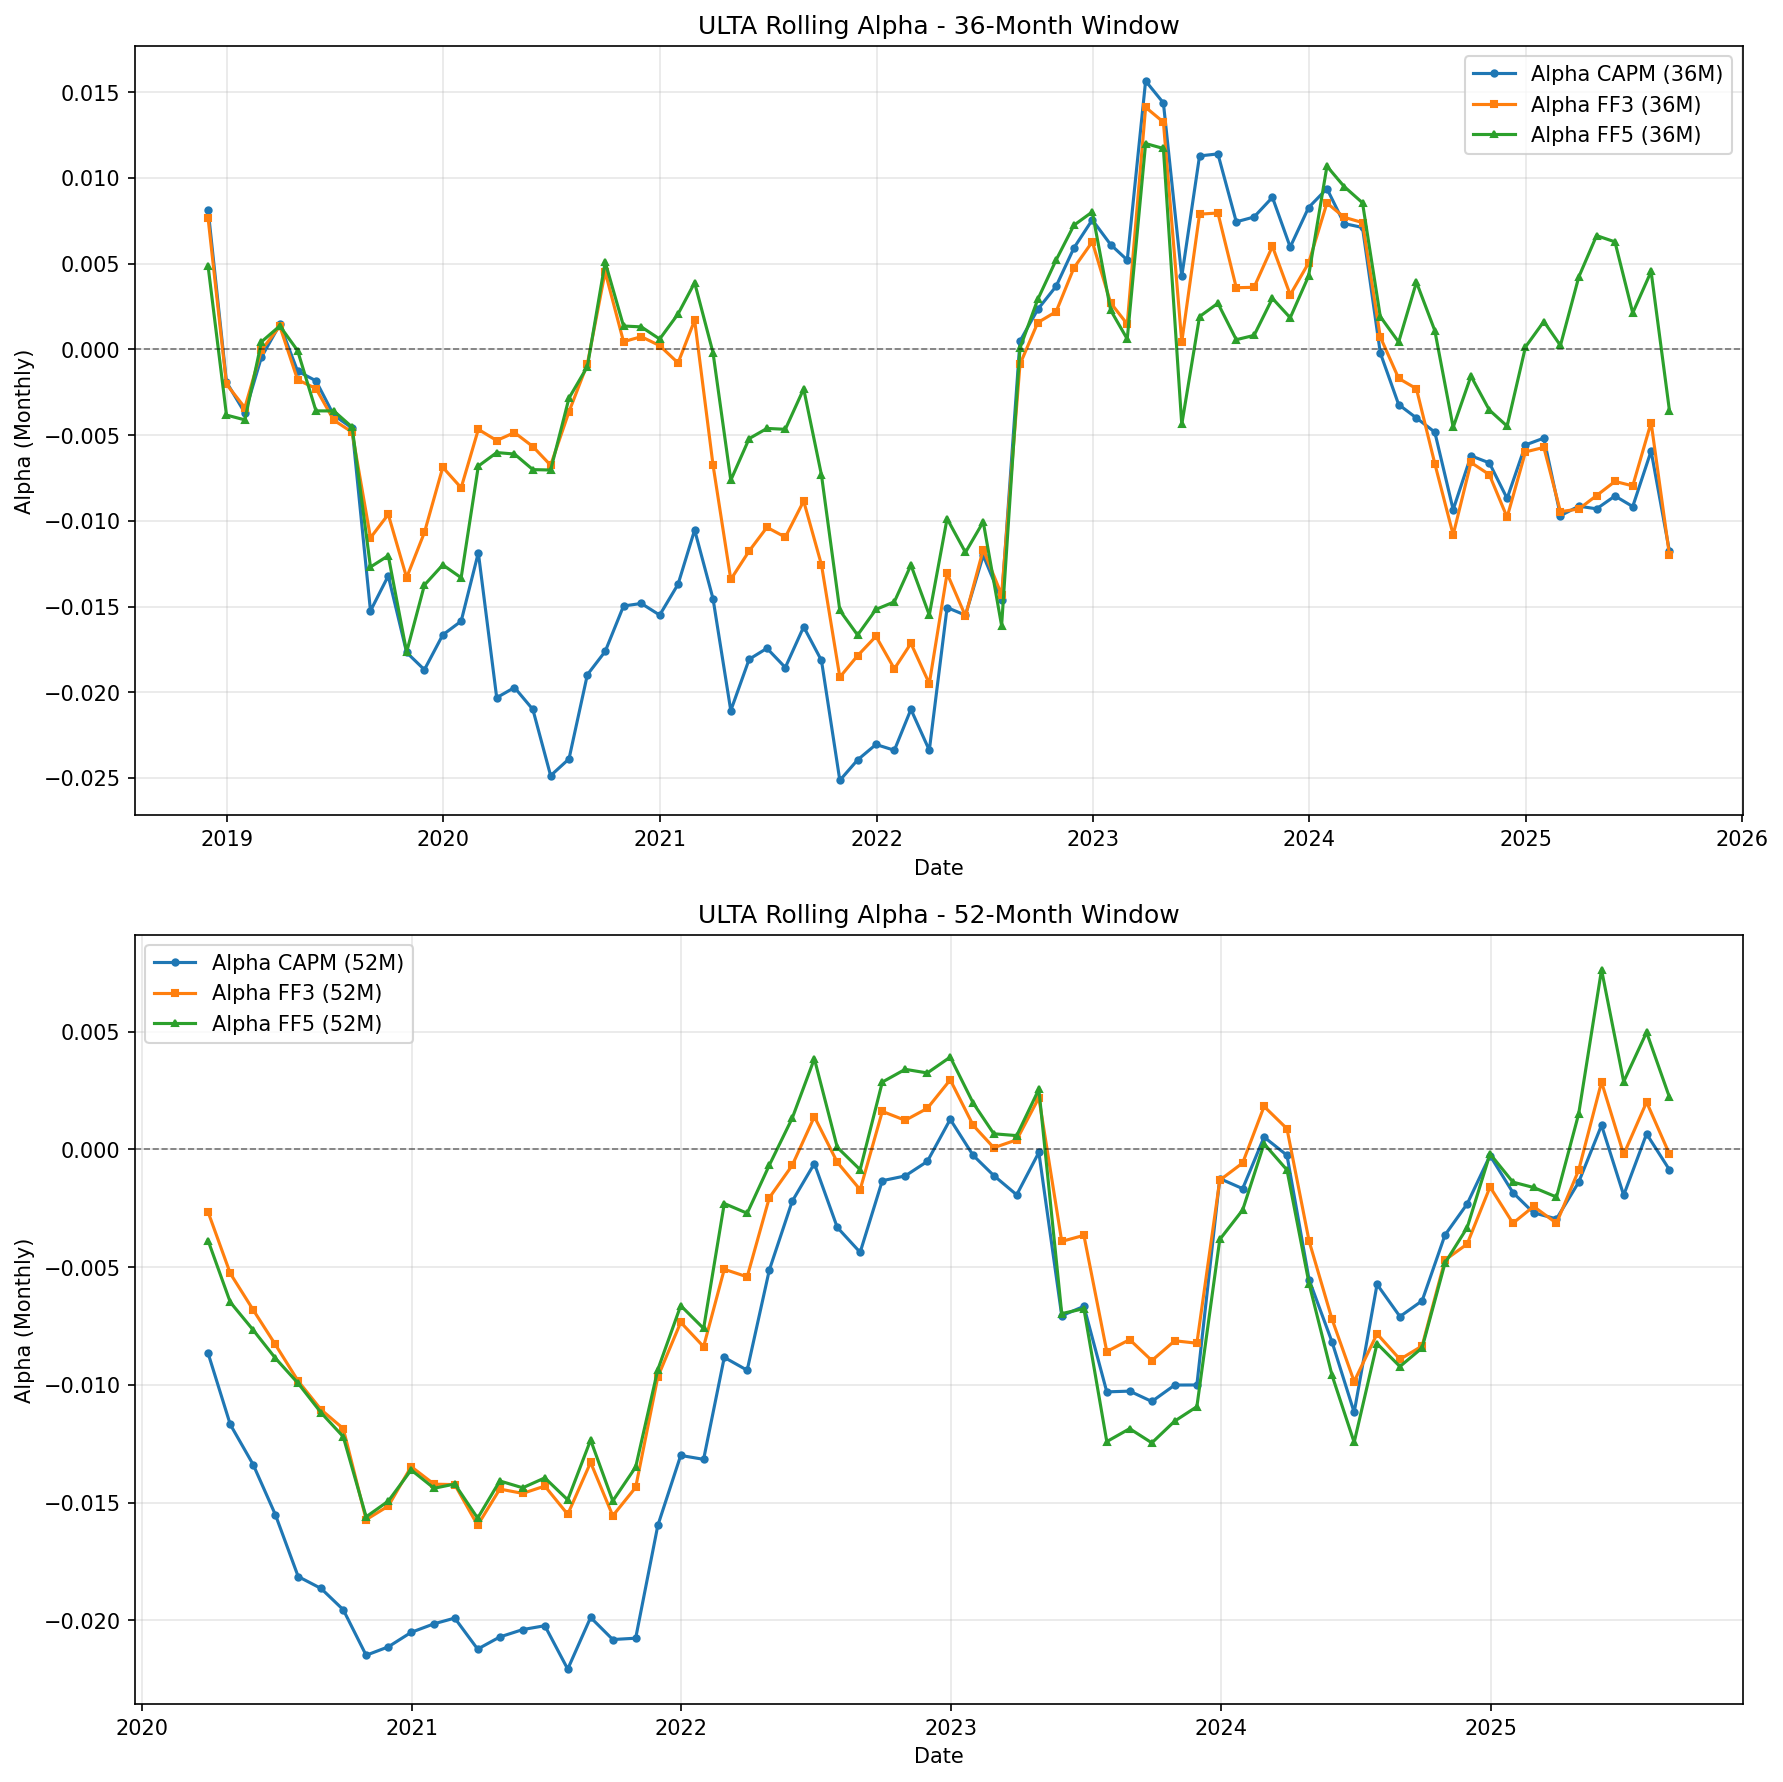 ULTA Rolling Alpha - 36-Month Window
Alpha CAPM (36M)
Alpha FF3 (36M)
Alpha FF5 (36M)
0.015
0.010
0.005
0.000
−0.005
−0.010
−0.015
−0.020
−0.025
Alpha (Monthly)
2019 2020 2021 2022 2023 2024 2025 2026
Date
ULTA Rolling Alpha - 52-Month Window
Alpha CAPM (52M)
Alpha FF3 (52M)
Alpha FF5 (52M)
0.005
0.000
−0.005
−0.010
−0.015
−0.020
Alpha (Monthly)
2020 2021 2022 2023 2024 2025
Date